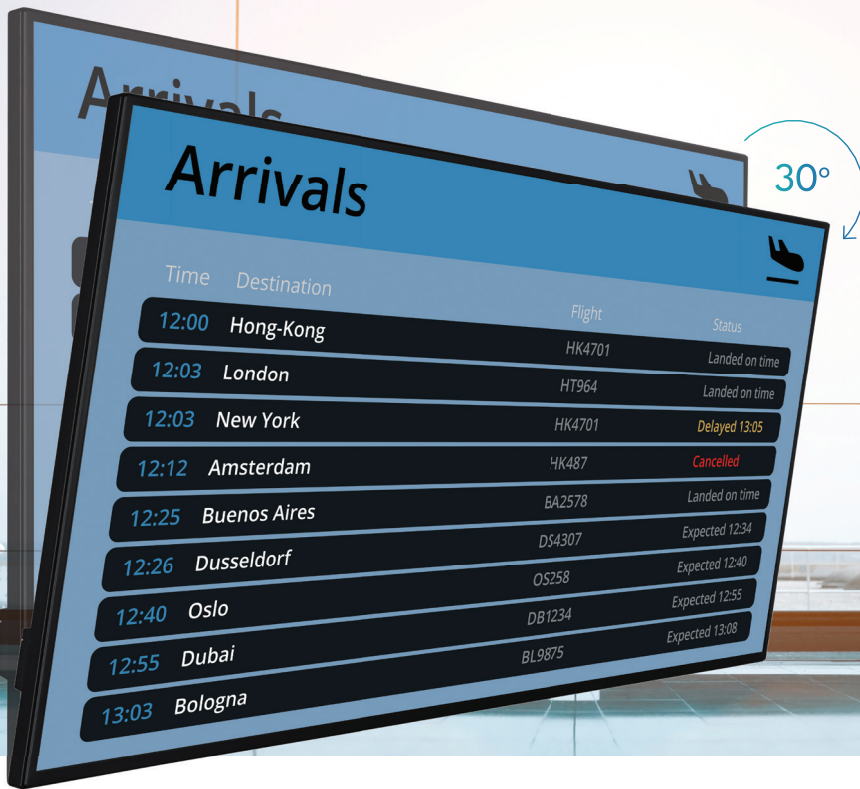 Arrivals
30°
Arrivals
Time Destination Flight Status
12:00 Hong-Kong HK4701 Landed on time
12:03 London HT964 Landed on time
12:03 New York HK4701 Delayed 13:05
12:12 Amsterdam HK487 Cancelled
12:25 Buenos Aires BA2578 Landed on time
12:26 Dusseldorf DS4307 Expected 12:34
12:40 Oslo OS258 Expected 12:40
12:55 Dubai DB1234 Expected 12:55
13:03 Bologna BL9875 Expected 13:08